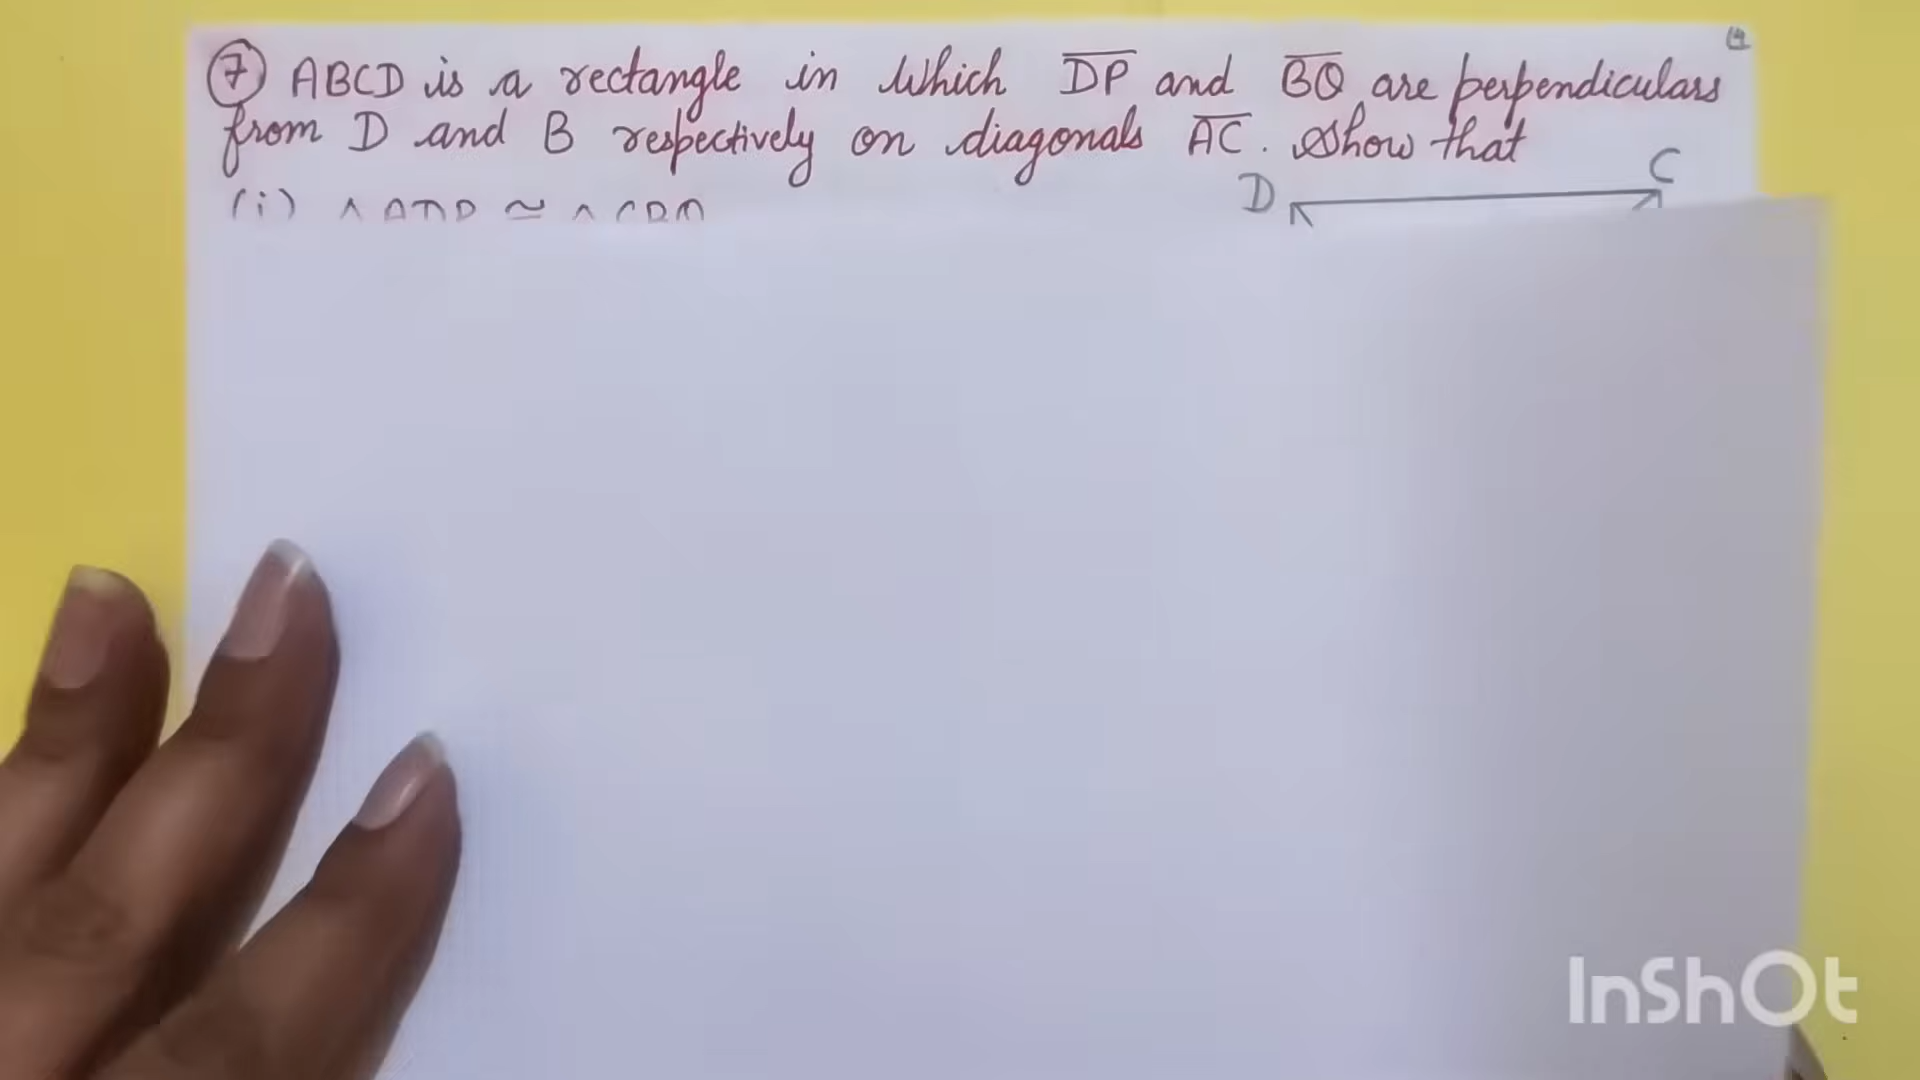 7 ABCD is a rectangle in which DP and BQ are perpendiculars
from D and B respectively on diagonals AC. Show that
(i)
D
C
InShOt